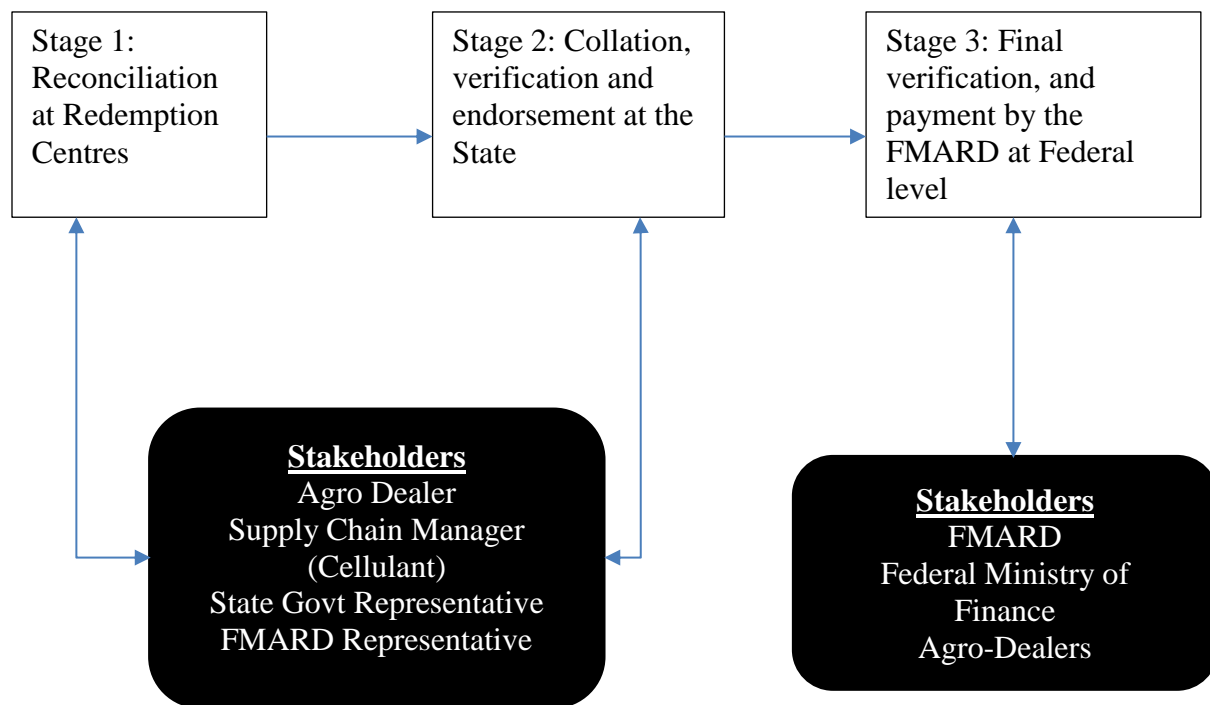 Stage 1:
Reconciliation
at Redemption
Centres
Stage 2: Collation,
verification and
endorsement at the
State
Stage 3: Final
verification, and
payment by the
FMARD at Federal
level
Stakeholders
Agro Dealer
Supply Chain Manager
(Cellulant)
State Govt Representative
FMARD Representative
Stakeholders
FMARD
Federal Ministry of
Finance
Agro-Dealers